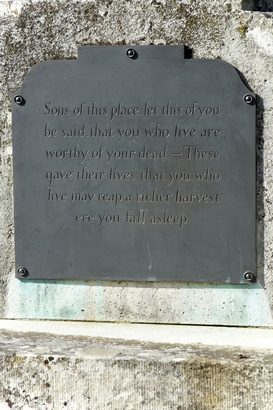 Sons of this place let this of you
be said that you who live are
worthy of your dead — These
gave their lives that you who
live may reap a richer harvest
ere you fall asleep